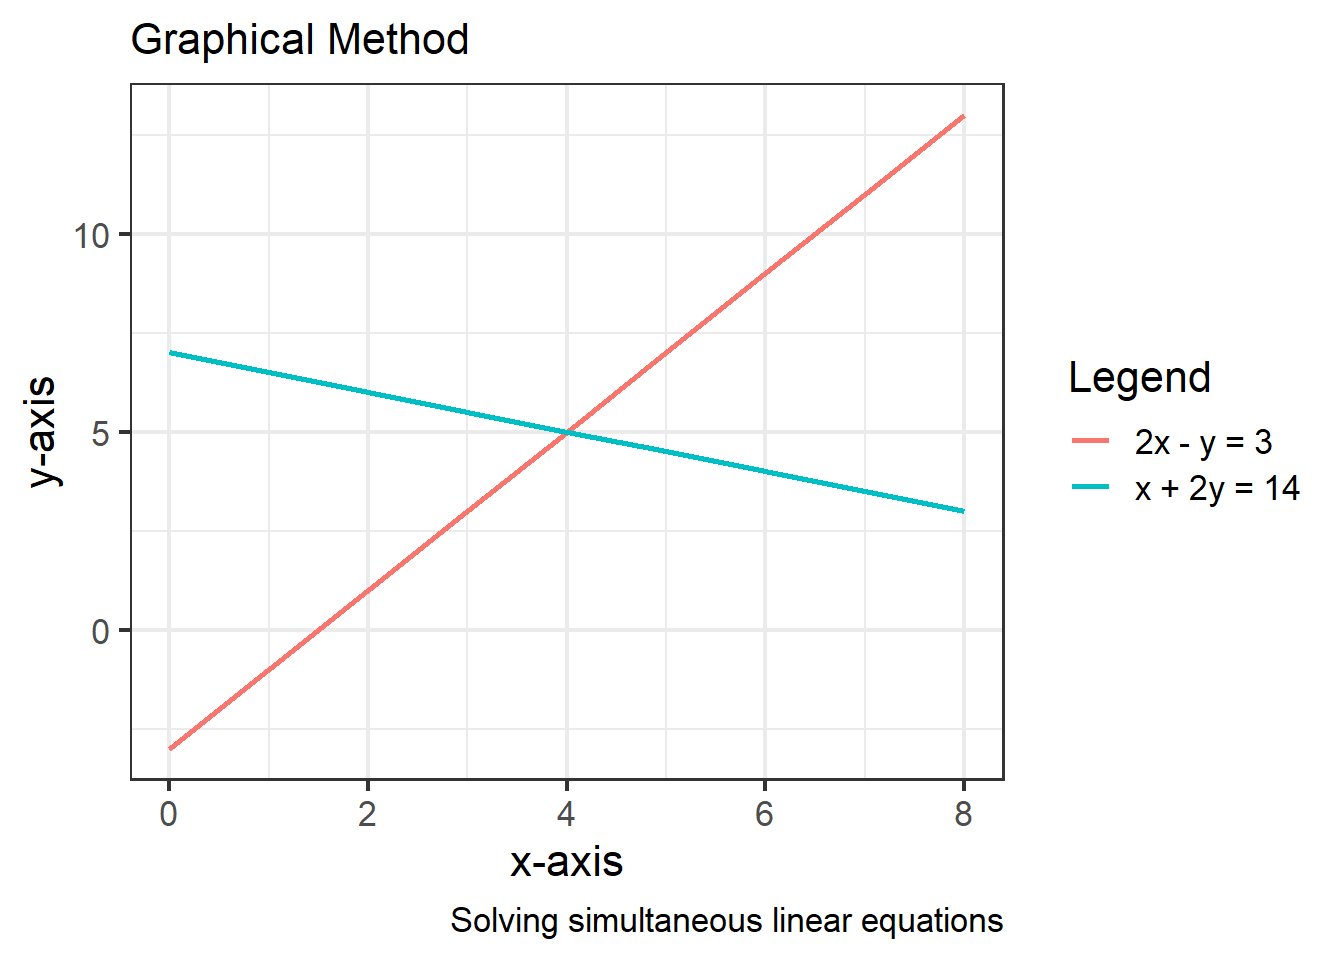 Graphical Method
y-axis
10
5
0
0 2 4 6 8
x-axis
Solving simultaneous linear equations
Legend
2x - y = 3
x + 2y = 14